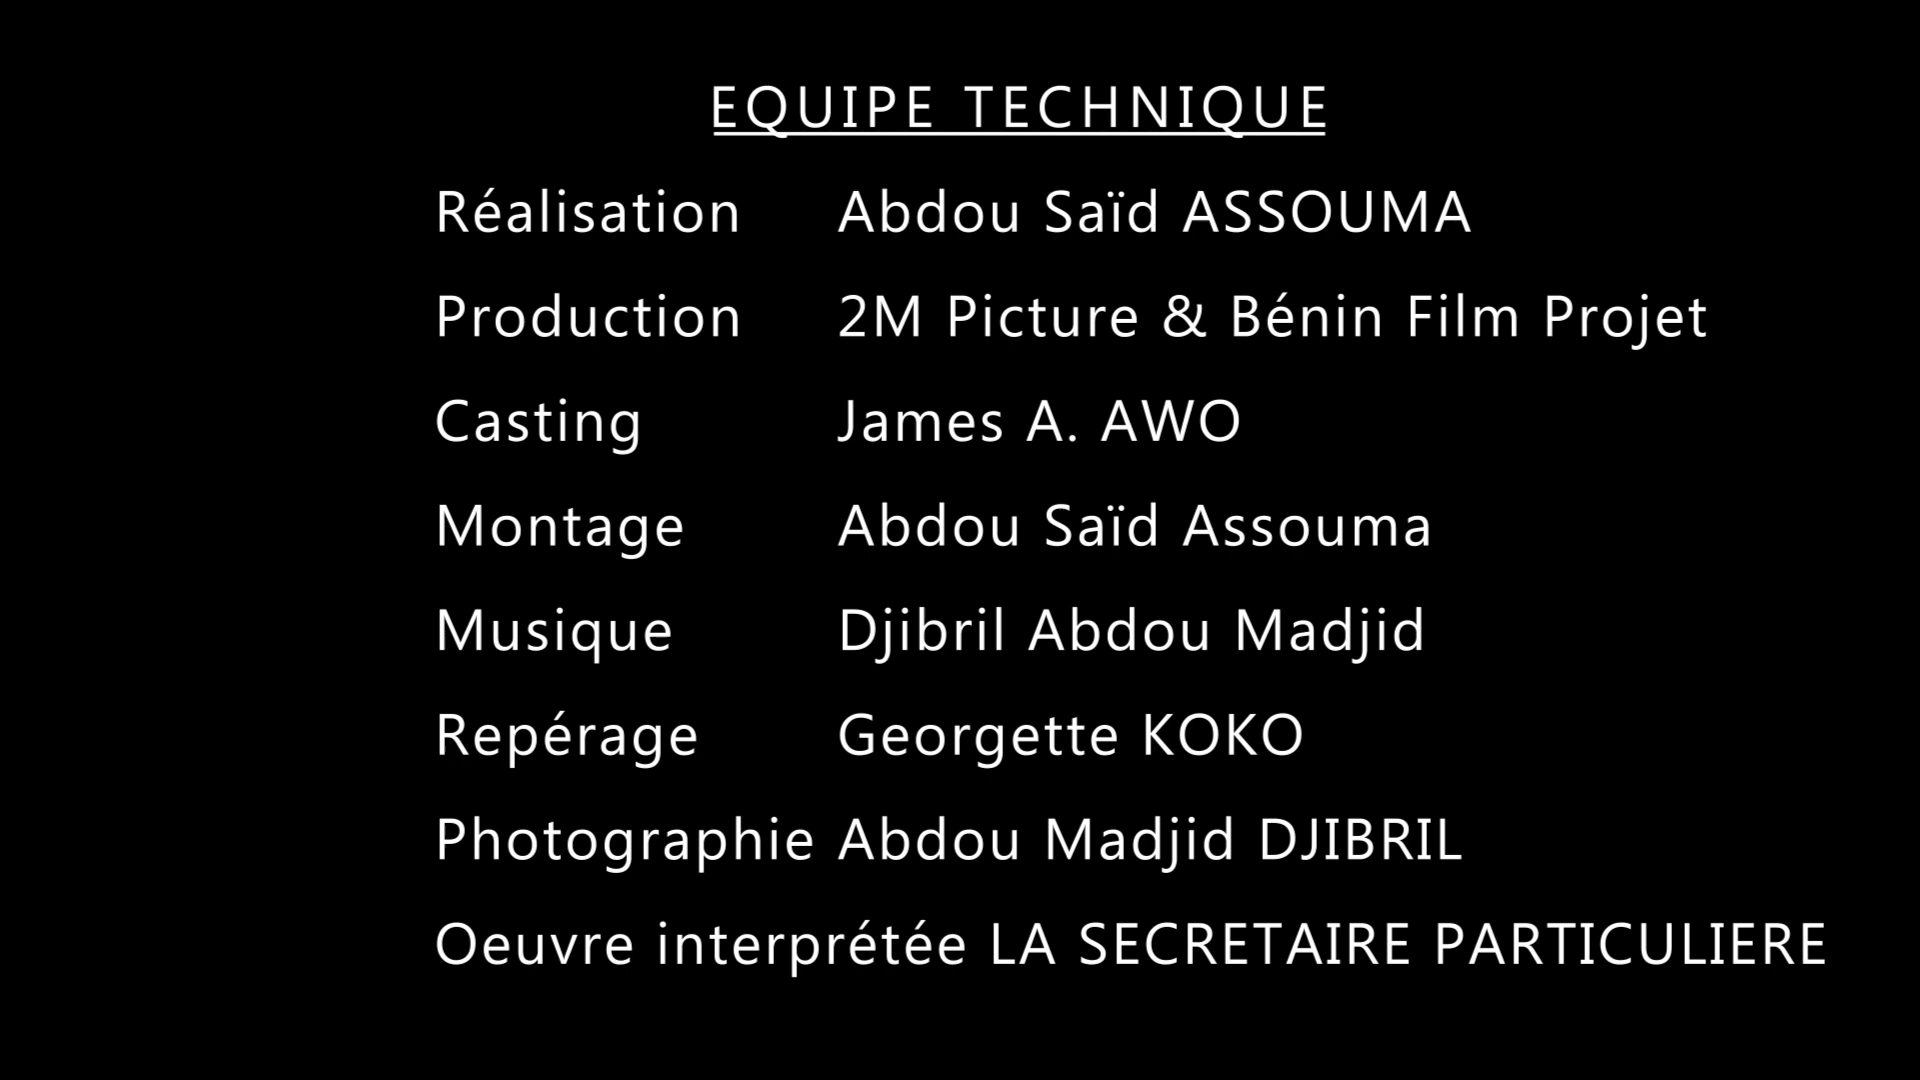 EQUIPE TECHNIQUE
Réalisation Abdou Saïd ASSOUMA
Production 2M Picture & Bénin Film Projet
Casting James A. AWO
Montage Abdou Saïd Assouma
Musique Djibril Abdou Madjid
Repérage Georgette KOKO
Photographie Abdou Madjid DJIBRIL
Oeuvre interprétée LA SECRETAIRE PARTICULIERE